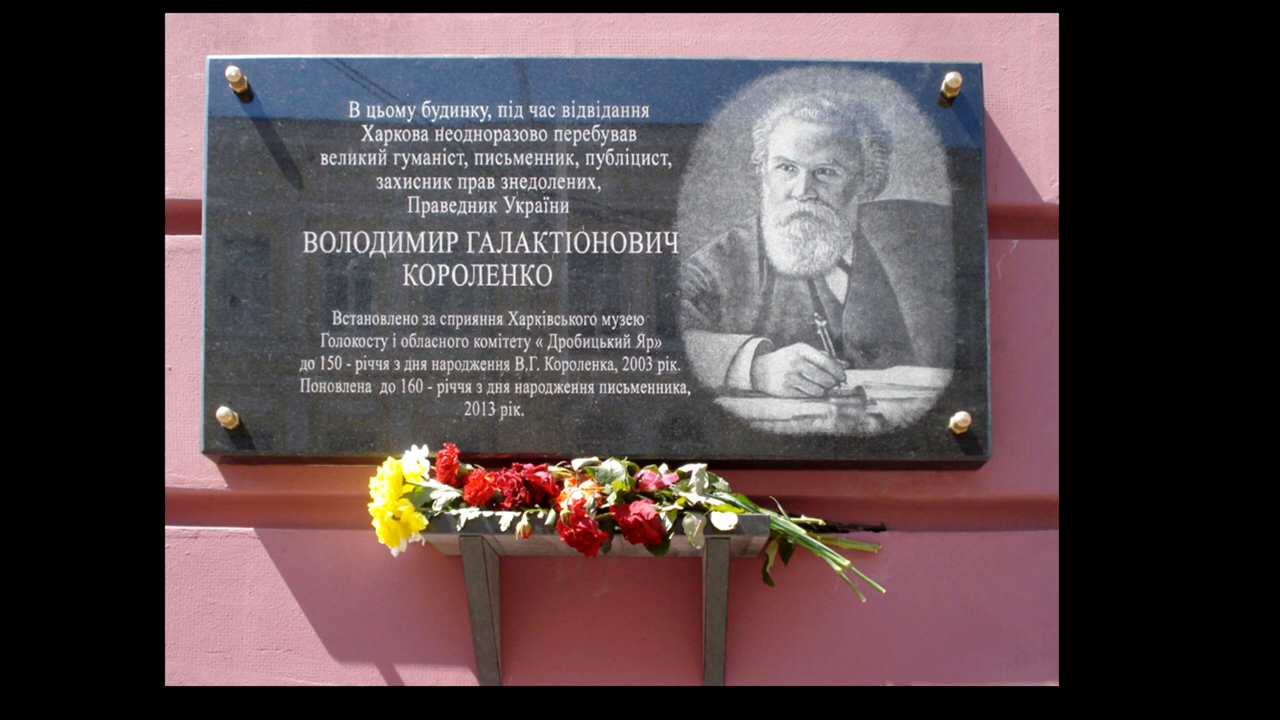 В цьому будинку, під час відвідання
Харкова неодноразово перебував
великий гуманіст, письменник, публіцист,
захисник прав знедолених,
Праведник України
ВОЛОДИМИР ГАЛАКТІОНОВИЧ
КОРОЛЕНКО
Встановлено за сприяння Харківського музею
Голокосту і обласного комітету « Дробицький Яр»
до 150 - річчя з дня народження В.Г. Короленка, 2003 рік.
Поновлена до 160 - річчя з дня народження письменника,
2013 рік.